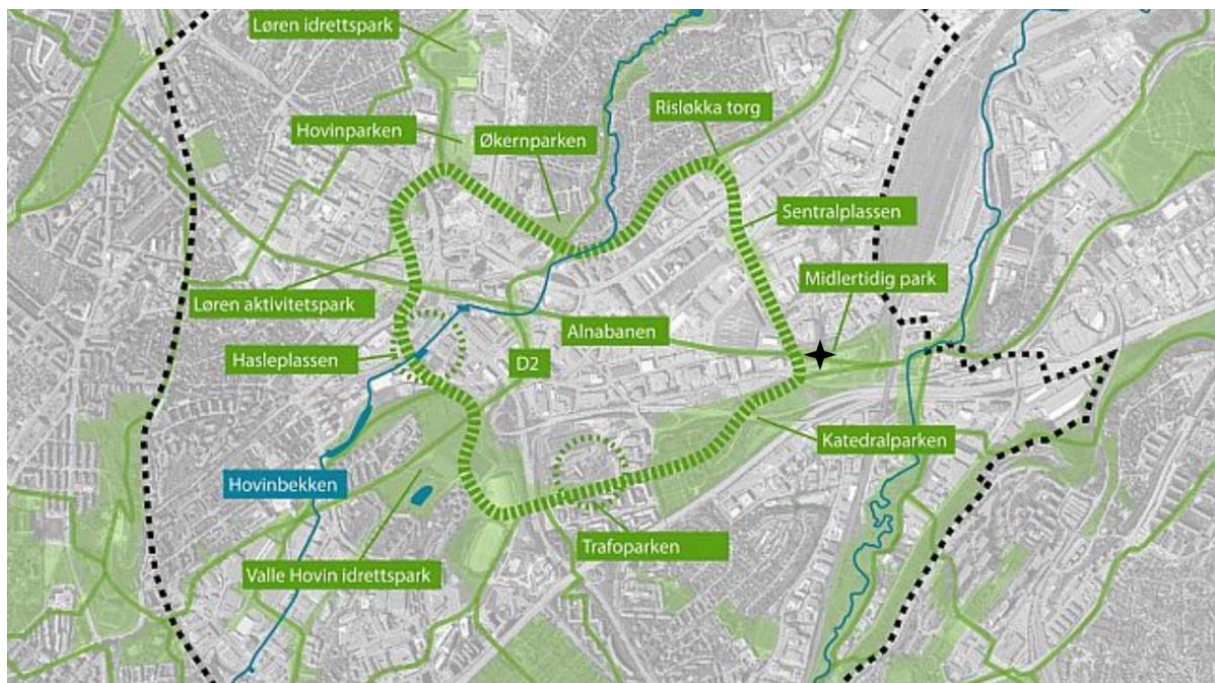 Løren idrettspark
Hovinparken
Økernparken
Risløkka torg
Sentralplassen
Midlertidig park
Løren aktivitetspark
Alnabanen
Hasleplassen
D2
Katedralparken
Hovinbekken
Trafoparken
Valle Hovin idrettspark